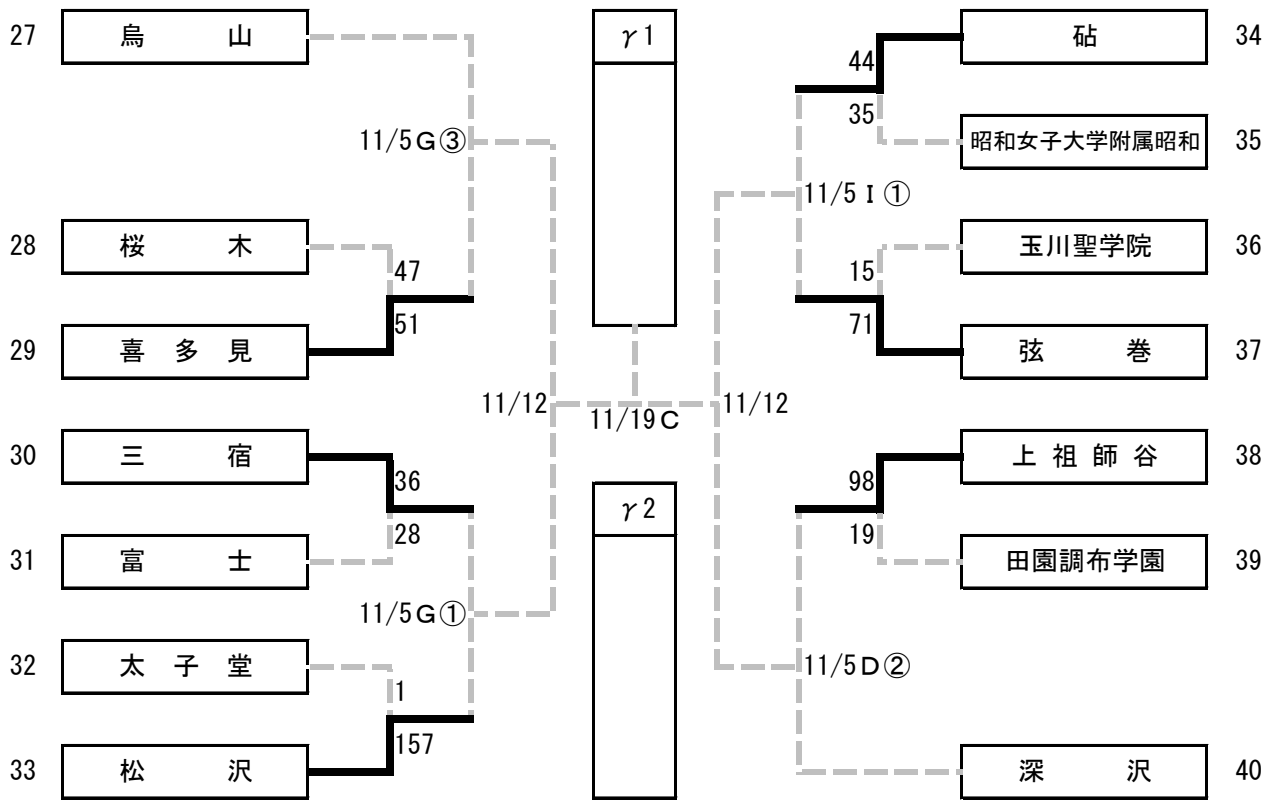 27 烏山
11/5G③
28 桜木
47
51
29 喜多見
11/12
30 三宿
36
28
31 富士
11/5G①
32 太子堂
1
157
33 松沢
γ1
11/19C
γ2
砧 34
44
35
昭和女子大学附属昭和 35
11/5I①
玉川聖学院 36
15
71
弦巻 37
11/12
上祖師谷 38
98
19
田園調布学園 39
11/5D②
深沢 40